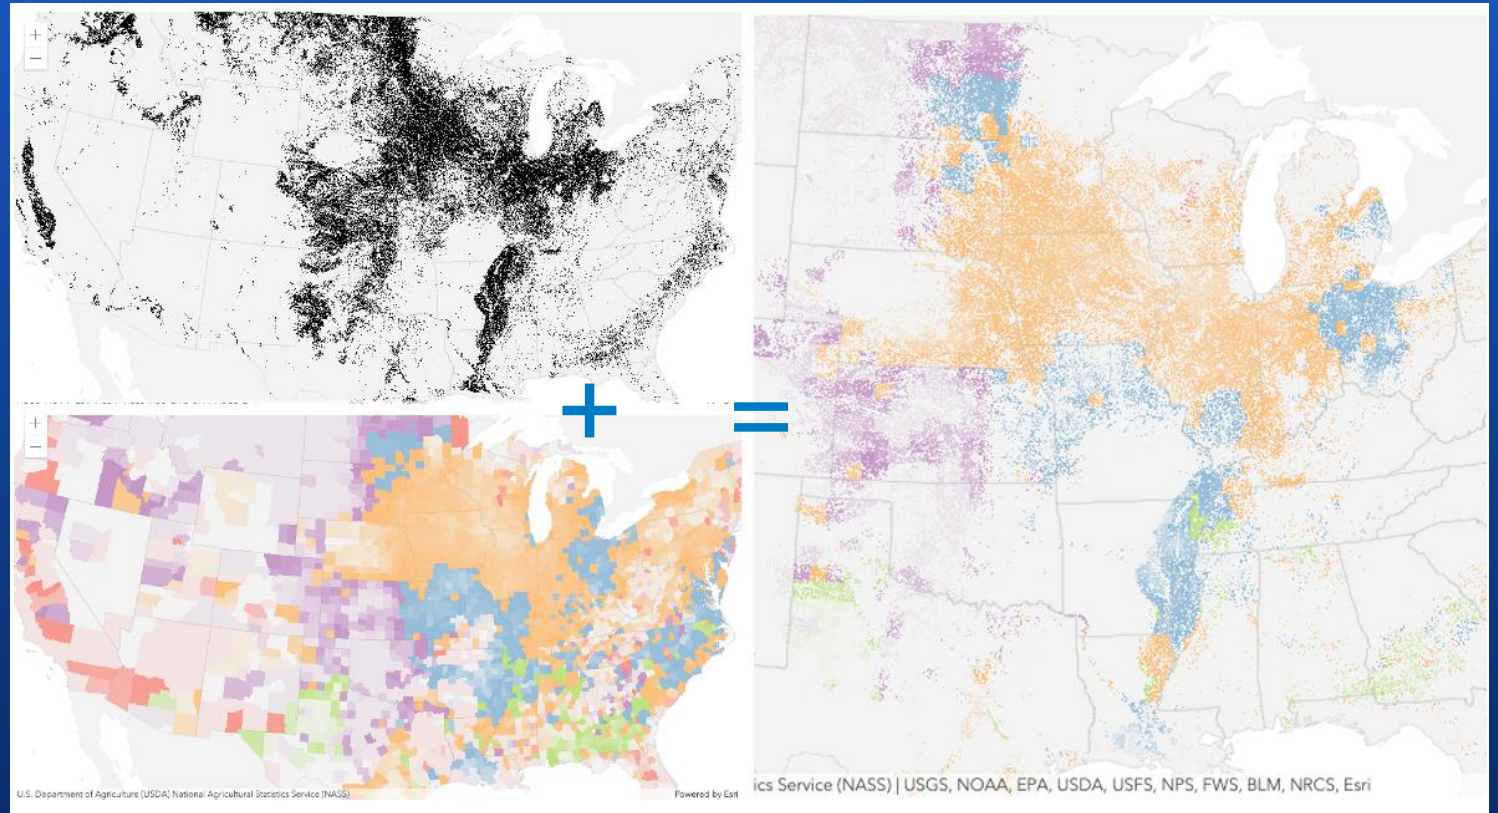 +
−
+
−
+
=
U.S. Department of Agriculture (USDA) National Agricultural Statistics Service (NASS)
Powered by Esri
ics Service (NASS) | USGS, NOAA, EPA, USDA, USFS, NPS, FWS, BLM, NRCS, Esri